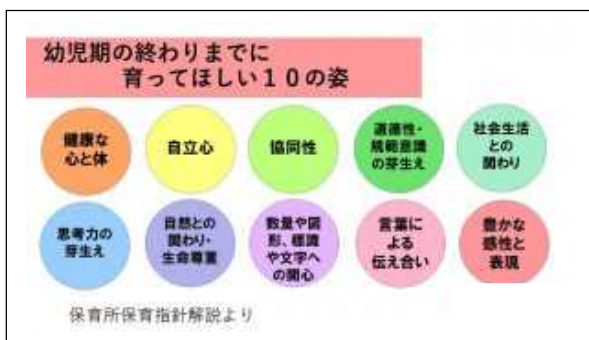 幼児期の終わりまでに
育ってほしい１０の姿
健康な
心と体
自立心
協同性
道徳性・
規範意識
の芽生え
社会生活
との
関わり
思考力の
芽生え
自然との
関わり・
生命尊重
数量や図
形、標識
や文字へ
の関心
言葉に
よる
伝え合い
豊かな
感性と
表現
保育所保育指針解説より